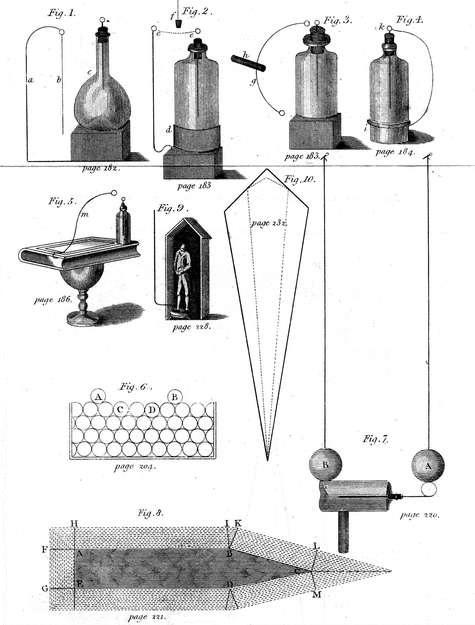 Fig. 1.
Fig. 2.
Fig. 3.
Fig. 4.
a
b
c
f
e
e
d
h
g
k
i
page 182.
page 183
page 183.
page 184.
Fig. 5.
m
page 186.
Fig. 9.
page 228.
Fig. 10.
page 232.
Fig. 6.
A
B
C
D
page 204.
Fig. 7.
B
A
page 220.
Fig. 8.
H
I
K
F
A
B
L
C
G
E
D
M
page 221.